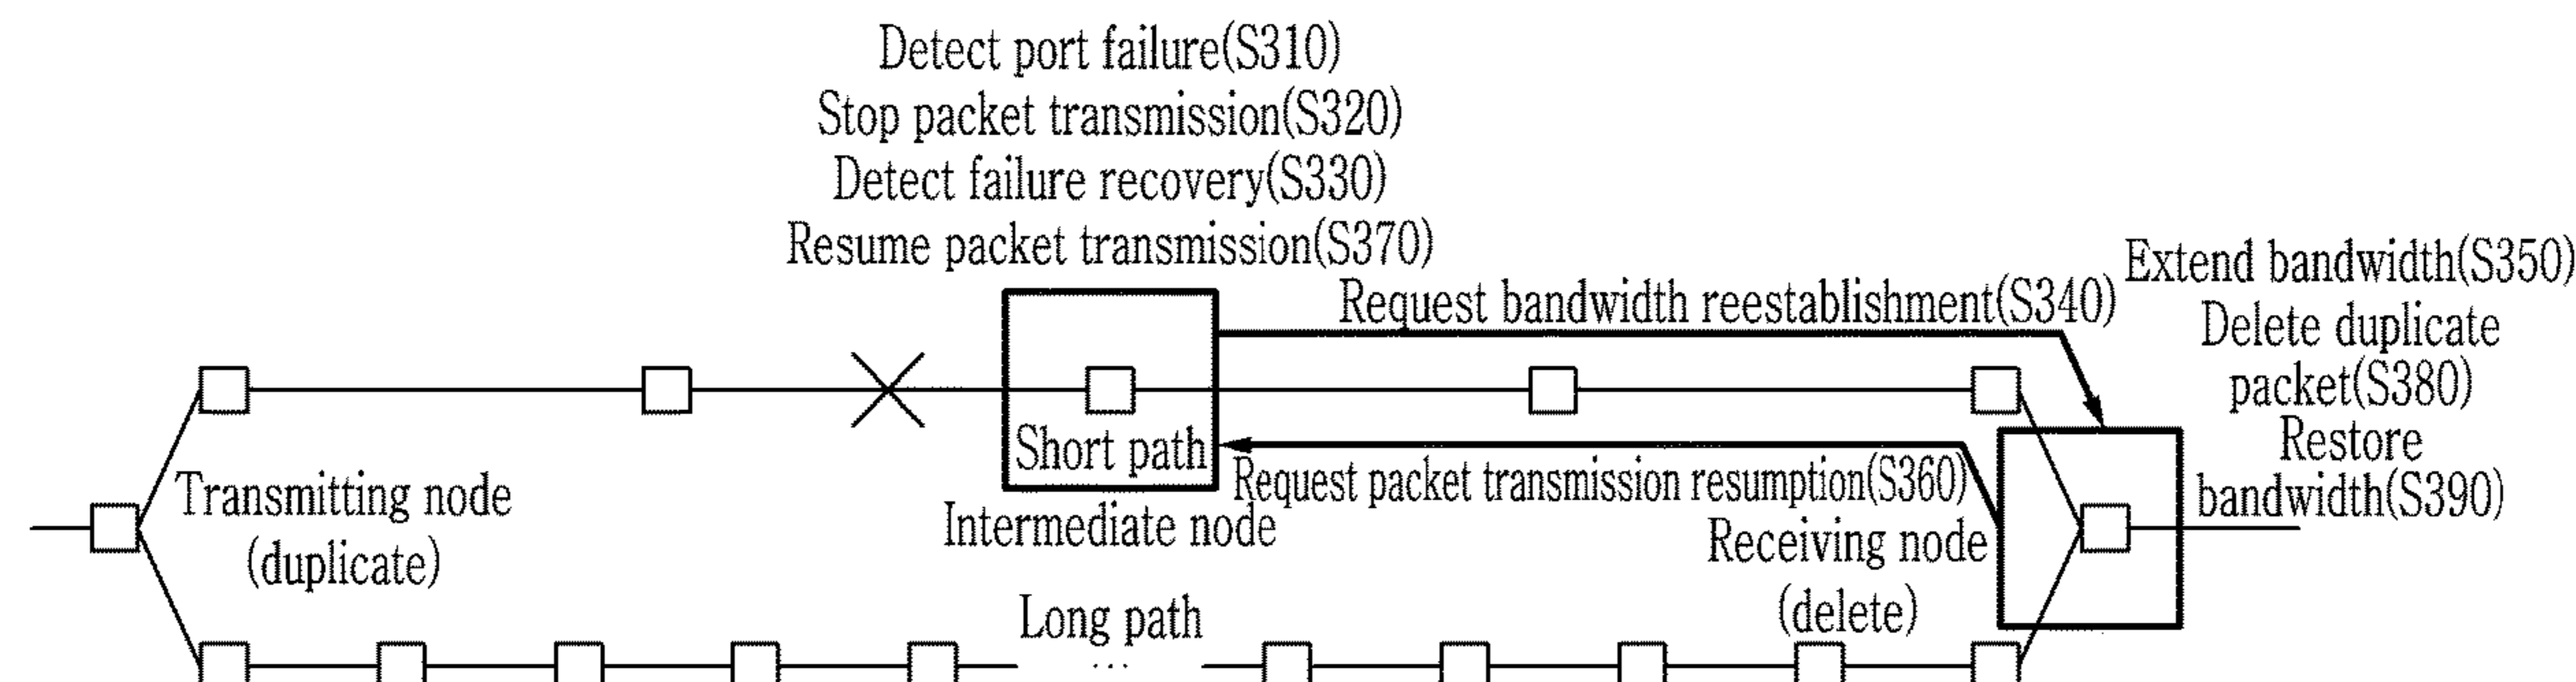 Detect port failure(S310)
Stop packet transmission(S320)
Detect failure recovery(S330)
Resume packet transmission(S370)
Extend bandwidth(S350)
Request bandwidth reestablishment(S340)
Delete duplicate
packet(S380)
Restore
bandwidth(S390)
Short path
Request packet transmission resumption(S360)
Transmitting node
(duplicate)
Intermediate node
Receiving node
(delete)
Long path
...